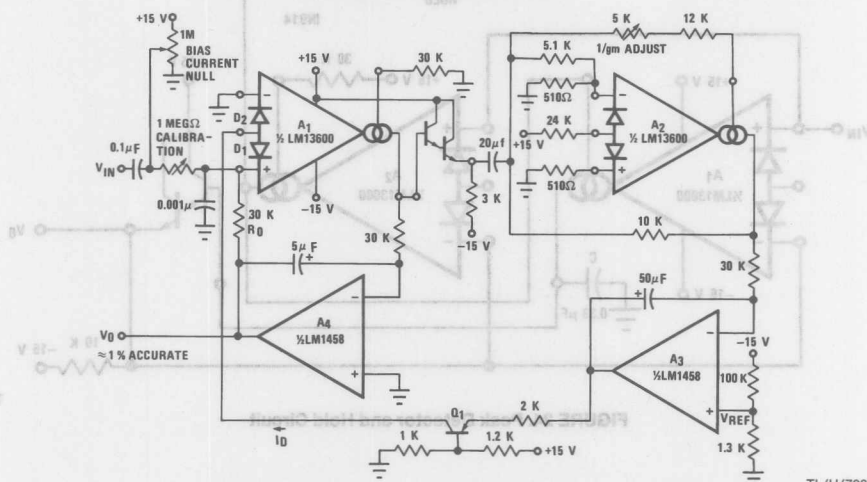 +15 V
1M
BIAS
CURRENT
NULL
1 MEGΩ
CALIBRA-
TION
0.1μF
VIN
0.001μ
D2
D1
+15 V
−
A1
½ LM13600
+
−15 V
30 K
30 K
R0
30 K
5μF
+
−
A4
½LM1458
+
V0
≈1% ACCURATE
ID
1 K
Q1
1.2 K
+15 V
2 K
20μf
3 K
−15 V
5 K
1/gm ADJUST
12 K
5.1 K
510Ω
24 K
+15 V
510Ω
−
A2
½ LM13600
+
10 K
30 K
50μF
+
−
A3
½LM1458
+
−15 V
100 K
VREF
1.3 K